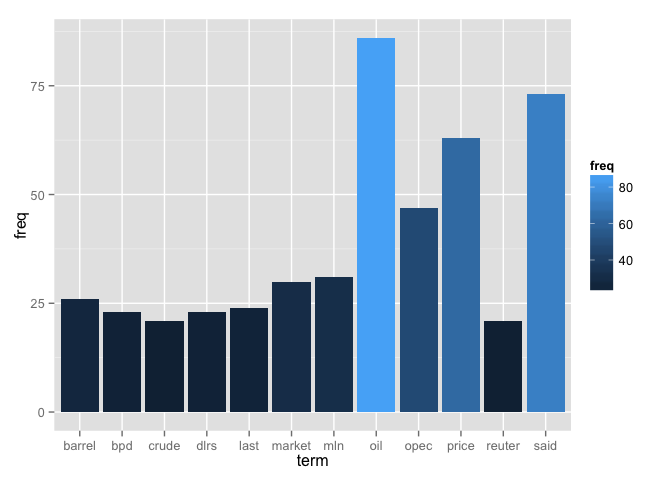 75
50
25
0
freq
barrel bpd crude dlrs last market mln oil opec price reuter said
term
freq
80
60
40